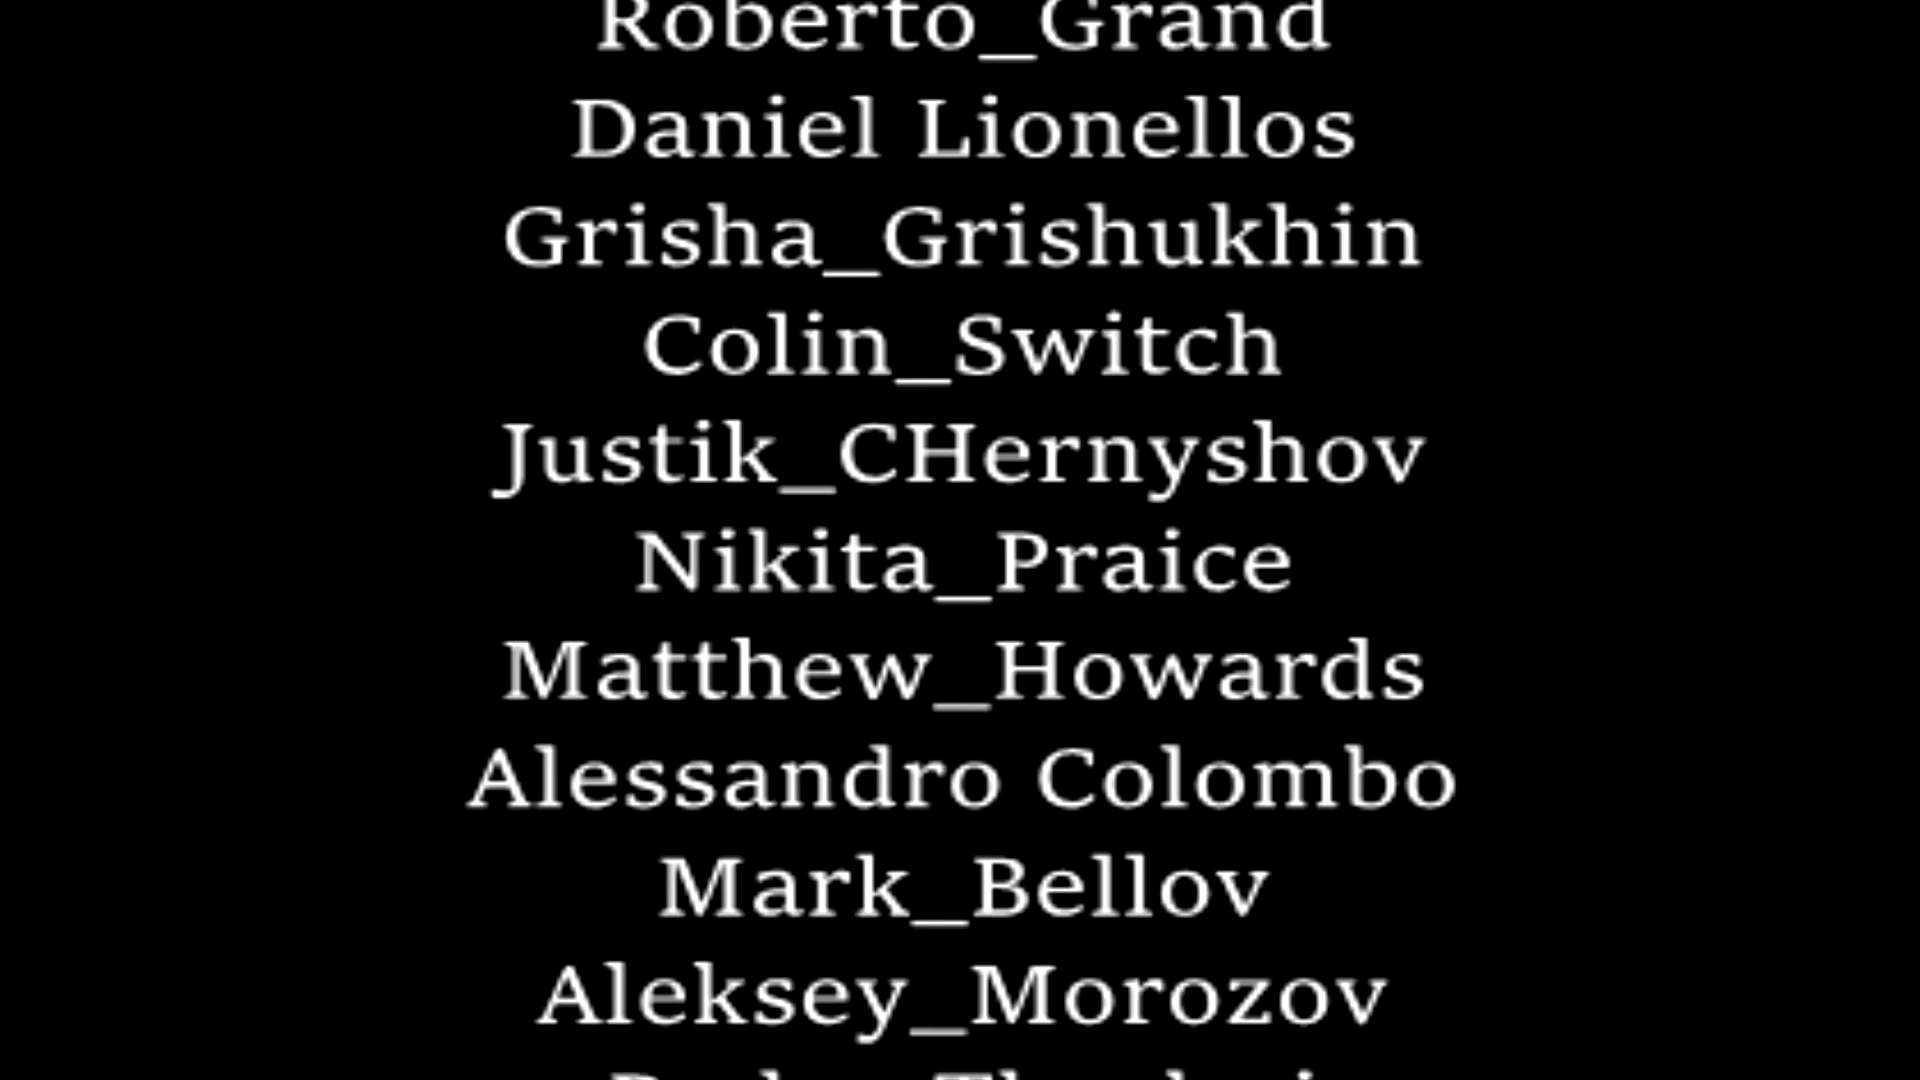 Roberto_Grand
Daniel Lionellos
Grisha_Grishukhin
Colin_Switch
Justik_CHernyshov
Nikita_Praice
Matthew_Howards
Alessandro Colombo
Mark_Bellov
Aleksey_Morozov